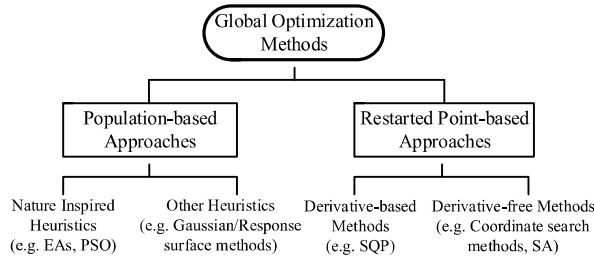 Global Optimization
Methods
Population-based
Approaches
Restarted Point-based
Approaches
Nature Inspired
Heuristics
(e.g. EAs, PSO)
Other Heuristics
(e.g. Gaussian/Response
surface methods)
Derivative-based
Methods
(e.g. SQP)
Derivative-free Methods
(e.g. Coordinate search
methods, SA)